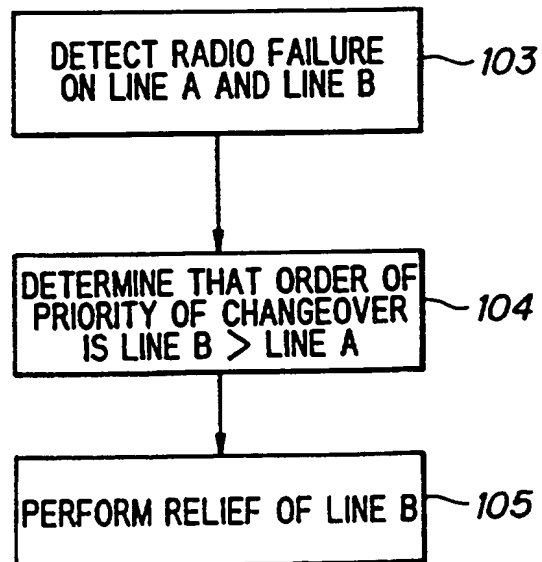 DETECT RADIO FAILURE
ON LINE A AND LINE B
103
DETERMINE THAT ORDER OF
PRIORITY OF CHANGEOVER
IS LINE B > LINE A
104
PERFORM RELIEF OF LINE B
105